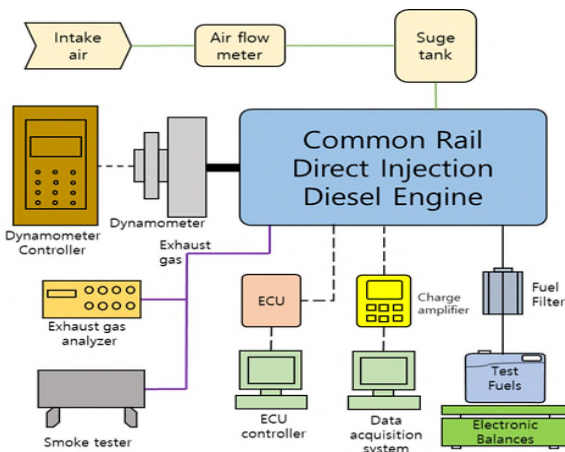 Intake
air
Air flow
meter
Suge
tank
Common Rail
Direct Injection
Diesel Engine
Dynamometer
Dynamometer
Controller
Exhaust
gas
Exhaust gas
analyzer
Smoke tester
ECU
ECU
controller
Charge
amplifier
Data
acquisition
system
Fuel
Filter
Test
Fuels
Electronic
Balances